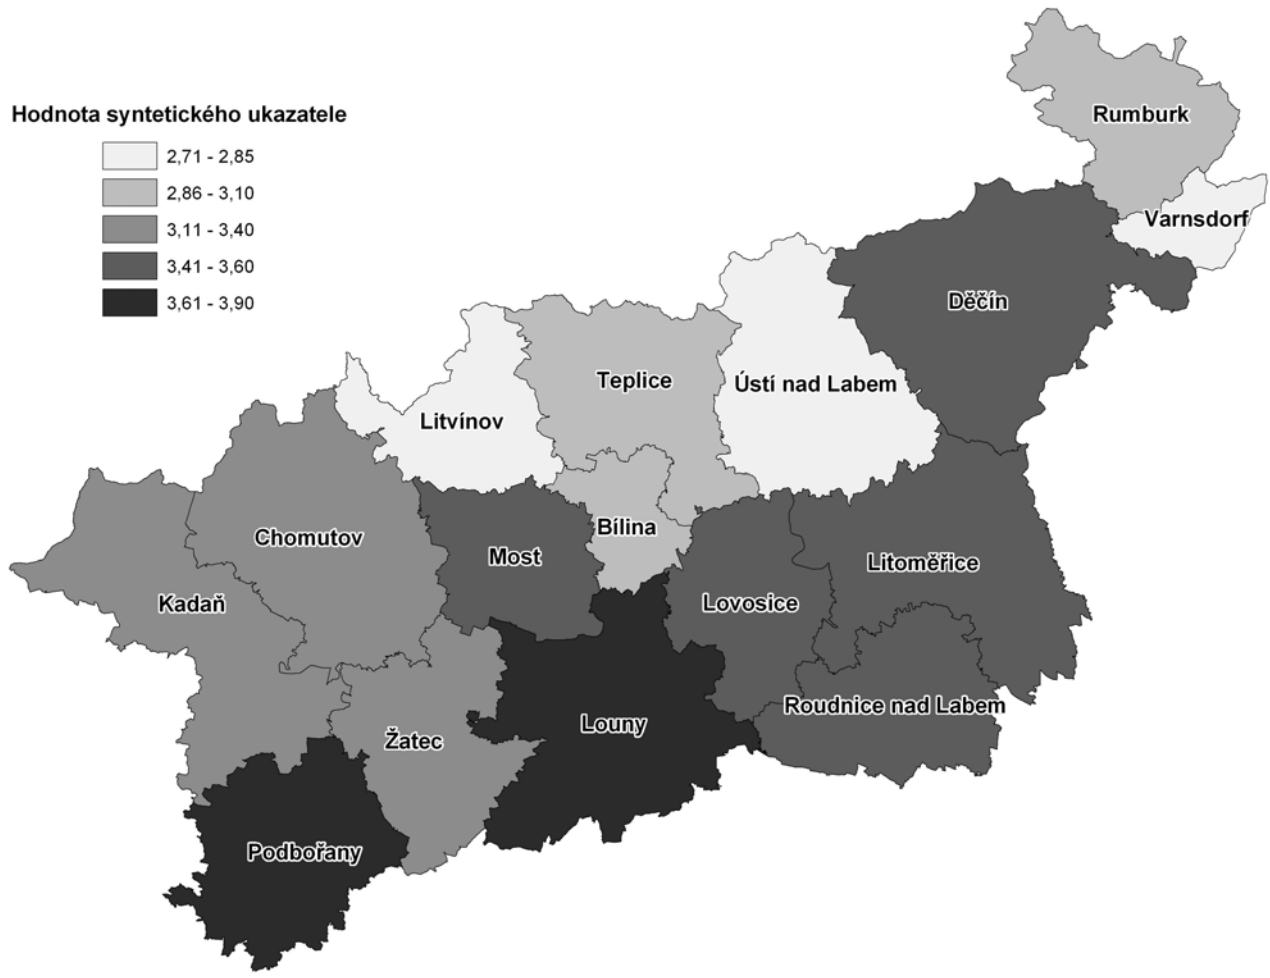 Hodnota syntetického ukazatele
2,71 - 2,85
2,86 - 3,10
3,11 - 3,40
3,41 - 3,60
3,61 - 3,90
Rumburk
Varnsdorf
Děčín
Teplice
Ústí nad Labem
Litvínov
Bílina
Chomutov
Most
Litoměřice
Kadaň
Lovosice
Roudnice nad Labem
Louny
Žatec
Podbořany